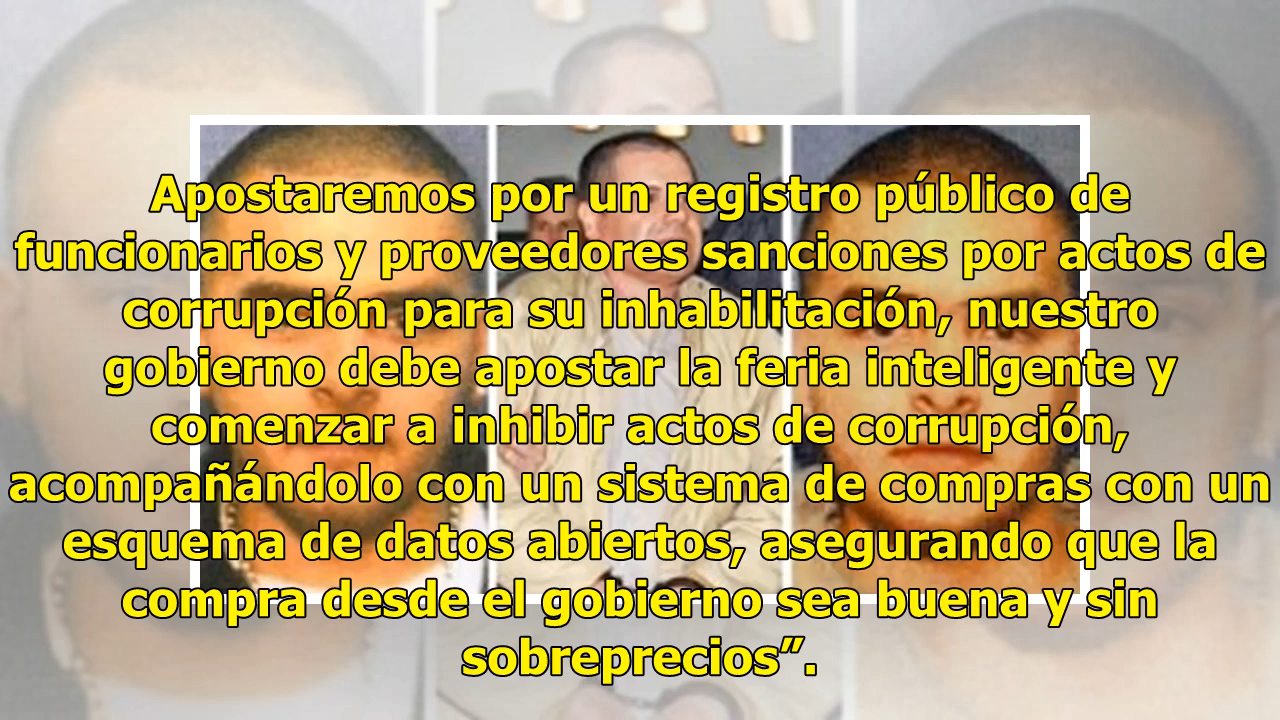 Apostaremos por un registro público de
funcionarios y proveedores sanciones por actos de
corrupción para su inhabilitación, nuestro
gobierno debe apostar la feria inteligente y
comenzar a inhibir actos de corrupción,
acompañándolo con un sistema de compras con un
esquema de datos abiertos, asegurando que la
compra desde el gobierno sea buena y sin
sobreprecios”.